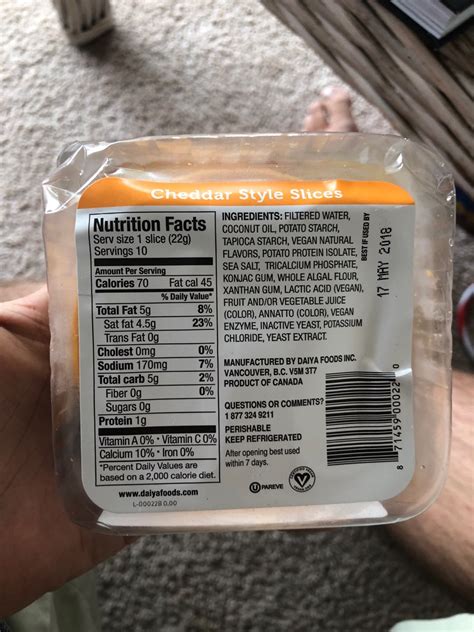 Cheddar Style Slices
Nutrition Facts
Serv size 1 slice (22g)
Servings 10
Amount Per Serving
Calories 70 Fat cal 45
% Daily Value*
Total Fat 5g 8%
Sat fat 4.5g 23%
Trans Fat 0g
Cholest 0mg 0%
Sodium 170mg 7%
Total carb 5g 2%
Fiber 0g 0%
Sugars 0g
Protein 1g
Vitamin A 0% • Vitamin C 0%
Calcium 10% • Iron 0%
*Percent Daily Values are
based on a 2,000 calorie diet.
www.daiyafoods.com
L-000228 0.00
INGREDIENTS: FILTERED WATER,
COCONUT OIL, POTATO STARCH,
TAPIOCA STARCH, VEGAN NATURAL
FLAVORS, POTATO PROTEIN ISOLATE,
SEA SALT, TRICALCIUM PHOSPHATE,
KONJAC GUM, WHOLE ALGAL FLOUR,
XANTHAN GUM, LACTIC ACID (VEGAN),
FRUIT AND/OR VEGETABLE JUICE
(COLOR), ANNATTO (COLOR), VEGAN
ENZYME, INACTIVE YEAST, POTASSIUM
CHLORIDE, YEAST EXTRACT.
MANUFACTURED BY DAIYA FOODS INC.
VANCOUVER, B.C. V5M 3T7
PRODUCT OF CANADA
QUESTIONS OR COMMENTS?
1 877 324 9211
PERISHABLE
KEEP REFRIGERATED
After opening best used
within 7 days.
U PAREVE
BEST IF USED BY
17 MAY 2018
8 71459 00022 0